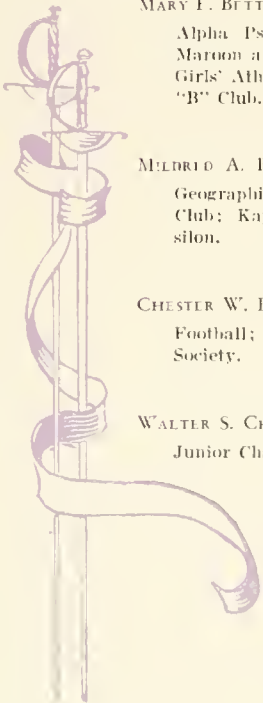 MARY F. BETT
Alpha Ps
Maroon a
Girls' Ath
"B" Club.
MILDRED A.
Geographi
Club; Ka
silon.
CHESTER W.
Football;
Society.
WALTER S. CH
Junior Ch